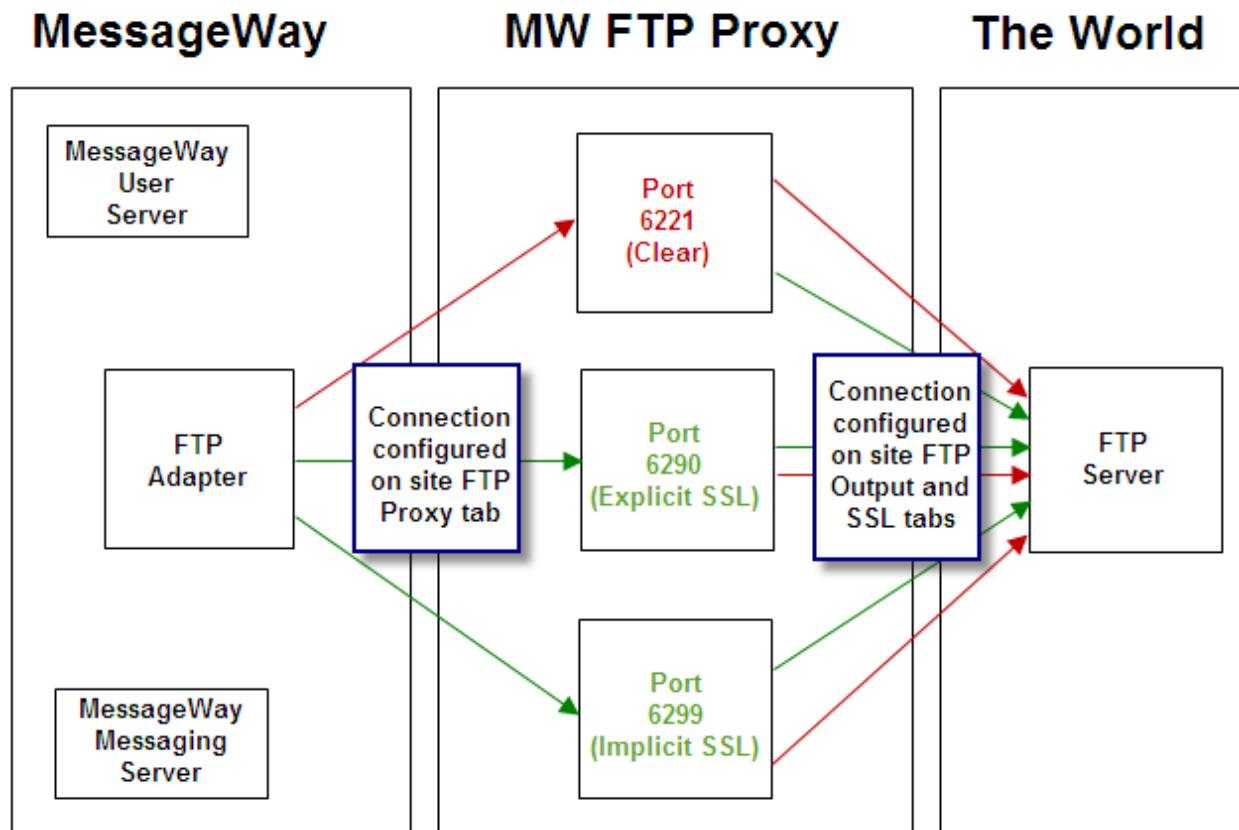 MessageWay
MW FTP Proxy
The World
MessageWay
User
Server
FTP
Adapter
MessageWay
Messaging
Server
Connection
configured
on site FTP
Proxy tab
Port
6221
(Clear)
Port
6290
(Explicit SSL)
Port
6299
(Implicit SSL)
Connection
configured
on site FTP
Output and
SSL tabs
FTP
Server